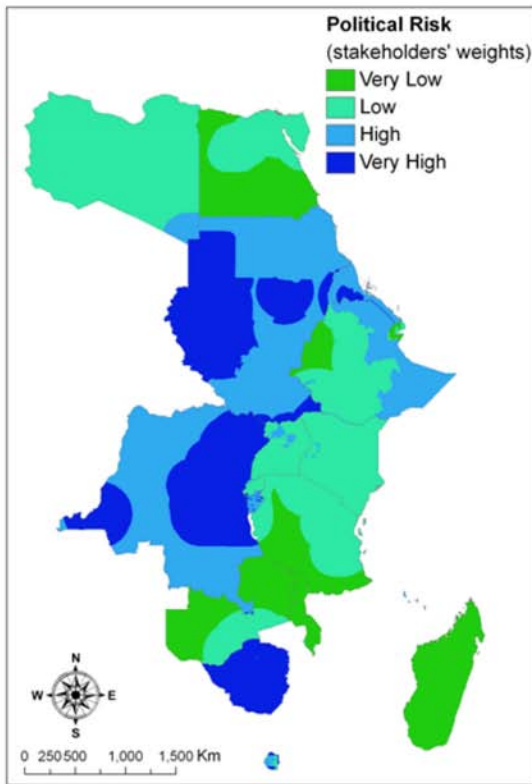 Political Risk
(stakeholders' weights)
Very Low
Low
High
Very High
N
W E
S
0 250 500 1,000 1,500 Km